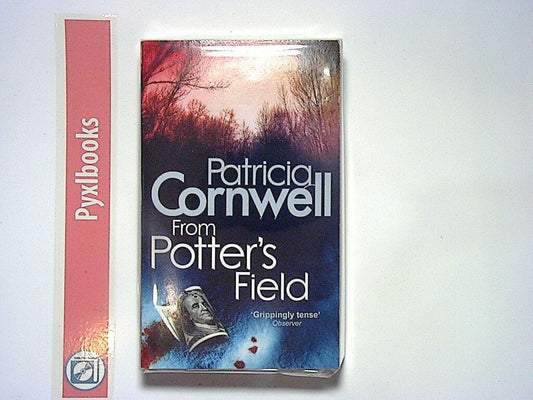 Pyxlbooks
Patricia
Cornwell
From
Potter's
Field
'Grippingly tense'
Observer